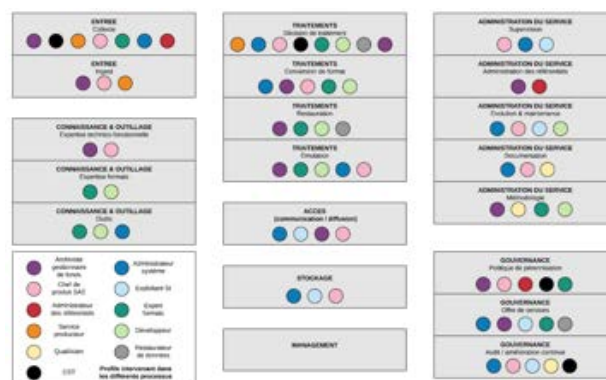 ENTREE
Collecte
ENTREE
Ingest
CONNAISSANCE & OUTILLAGE
Expertise technico-fonctionnelle
CONNAISSANCE & OUTILLAGE
Expertise formats
CONNAISSANCE & OUTILLAGE
Outils
Archiviste
gestionnaire
de fonds
Administrateur
système
Chef de
produit SAE
Exploitant SI
Administrateur
des référentiels
Expert
formats
Service
producteur
Développeur
Qualiticien
Restaurateur
de données
Profils intervenant dans
les différents processus
TRAITEMENTS
Décision de traitement
TRAITEMENTS
Conversion de format
TRAITEMENTS
Restauration
TRAITEMENTS
Émulation
ACCES
(communication / diffusion)
STOCKAGE
MANAGEMENT
ADMINISTRATION DU SERVICE
Supervision
ADMINISTRATION DU SERVICE
Administration des référentiels
ADMINISTRATION DU SERVICE
Evolution & maintenance
ADMINISTRATION DU SERVICE
Documentation
ADMINISTRATION DU SERVICE
Méthodologie
GOUVERNANCE
Politique de pérennisation
GOUVERNANCE
Offre de services
GOUVERNANCE
Audit / amélioration continue